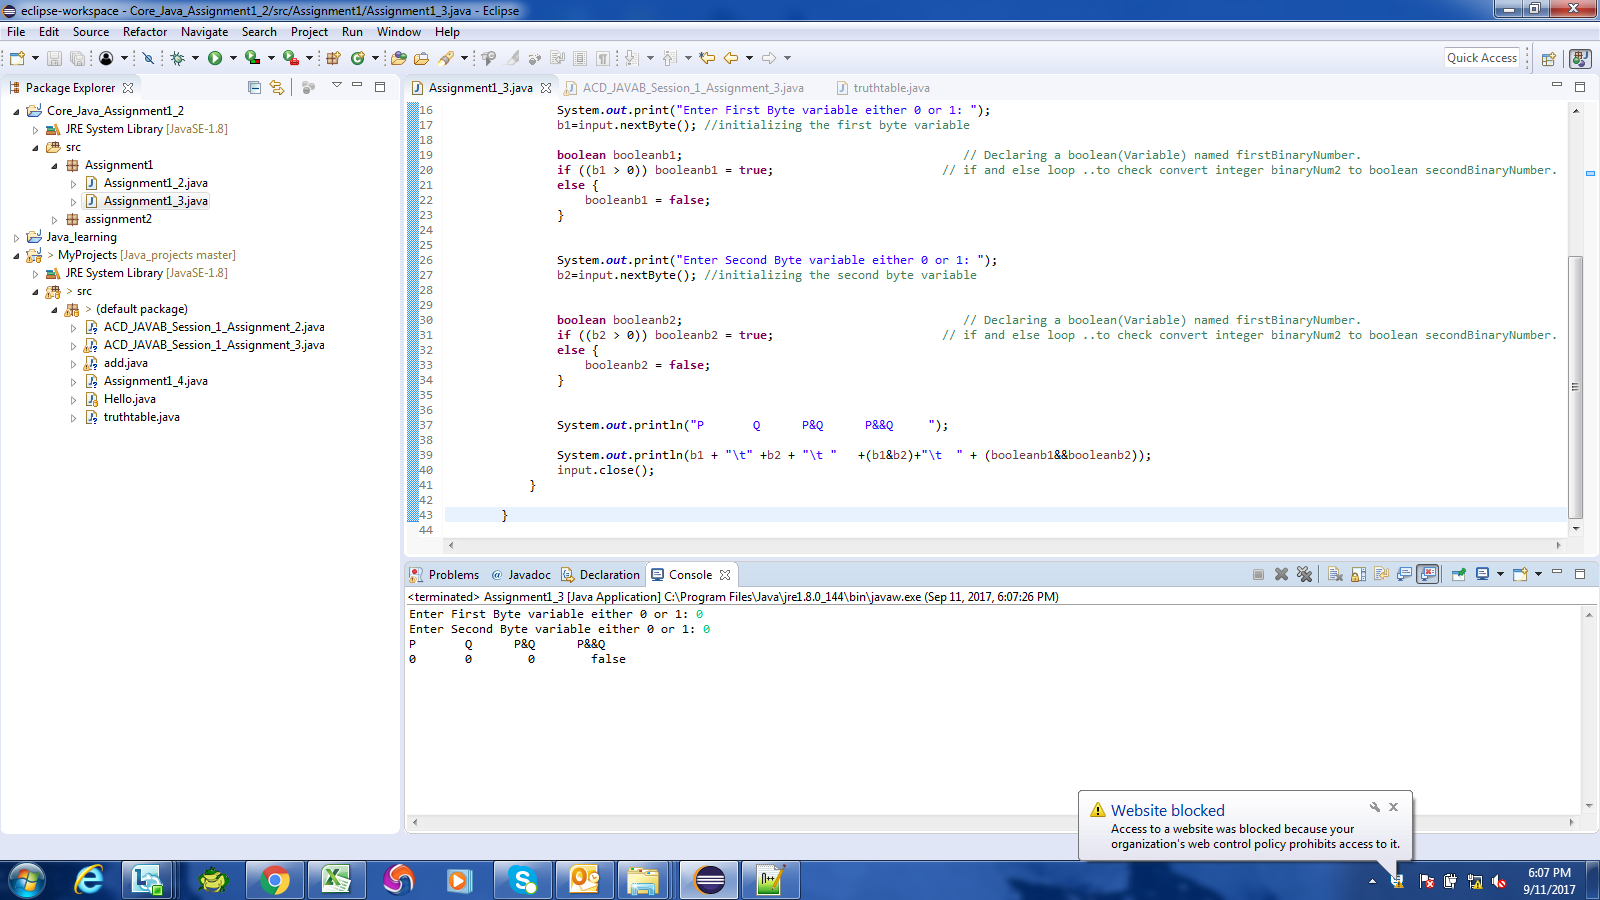 eclipse-workspace - Core_Java_Assignment1_2/src/Assignment1/Assignment1_3.java - Eclipse
File Edit Source Refactor Navigate Search Project Run Window Help
Quick Access
Package Explorer
Core_Java_Assignment1_2
JRE System Library [JavaSE-1.8]
src
Assignment1
Assignment1_2.java
Assignment1_3.java
assignment2
Java_learning
> MyProjects [Java_projects master]
JRE System Library [JavaSE-1.8]
> src
> (default package)
ACD_JAVAB_Session_1_Assignment_2.java
ACD_JAVAB_Session_1_Assignment_3.java
add.java
Assignment1_4.java
Hello.java
truthtable.java
Assignment1_3.java ACD_JAVAB_Session_1_Assignment_3.java truthtable.java
16 System.out.print("Enter First Byte variable either 0 or 1: ");
17 b1=input.nextByte(); //initializing the first byte variable
18
19 boolean booleanb1; // Declaring a boolean(Variable) named firstBinaryNumber.
20 if ((b1 > 0)) booleanb1 = true; // if and else loop ..to check convert integer binaryNum2 to boolean secondBinaryNumber.
21 else {
22 booleanb1 = false;
23 }
24
25
26 System.out.print("Enter Second Byte variable either 0 or 1: ");
27 b2=input.nextByte(); //initializing the second byte variable
28
29
30 boolean booleanb2; // Declaring a boolean(Variable) named firstBinaryNumber.
31 if ((b2 > 0)) booleanb2 = true; // if and else loop ..to check convert integer binaryNum2 to boolean secondBinaryNumber.
32 else {
33 booleanb2 = false;
34 }
35
36
37 System.out.println("P       Q      P&Q      P&&Q     ");
38
39 System.out.println(b1 + "\t" +b2 + "\t "   +(b1&b2)+"\t  " + (booleanb1&&booleanb2));
40 input.close();
41 }
42
43 }
44
Problems @ Javadoc Declaration Console
<terminated> Assignment1_3 [Java Application] C:\Program Files\Java\jre1.8.0_144\bin\javaw.exe (Sep 11, 2017, 6:07:26 PM)
Enter First Byte variable either 0 or 1: 0
Enter Second Byte variable either 0 or 1: 0
P       Q      P&Q      P&&Q
0       0        0        false
Website blocked
Access to a website was blocked because your
organization's web control policy prohibits access to it.
6:07 PM
9/11/2017